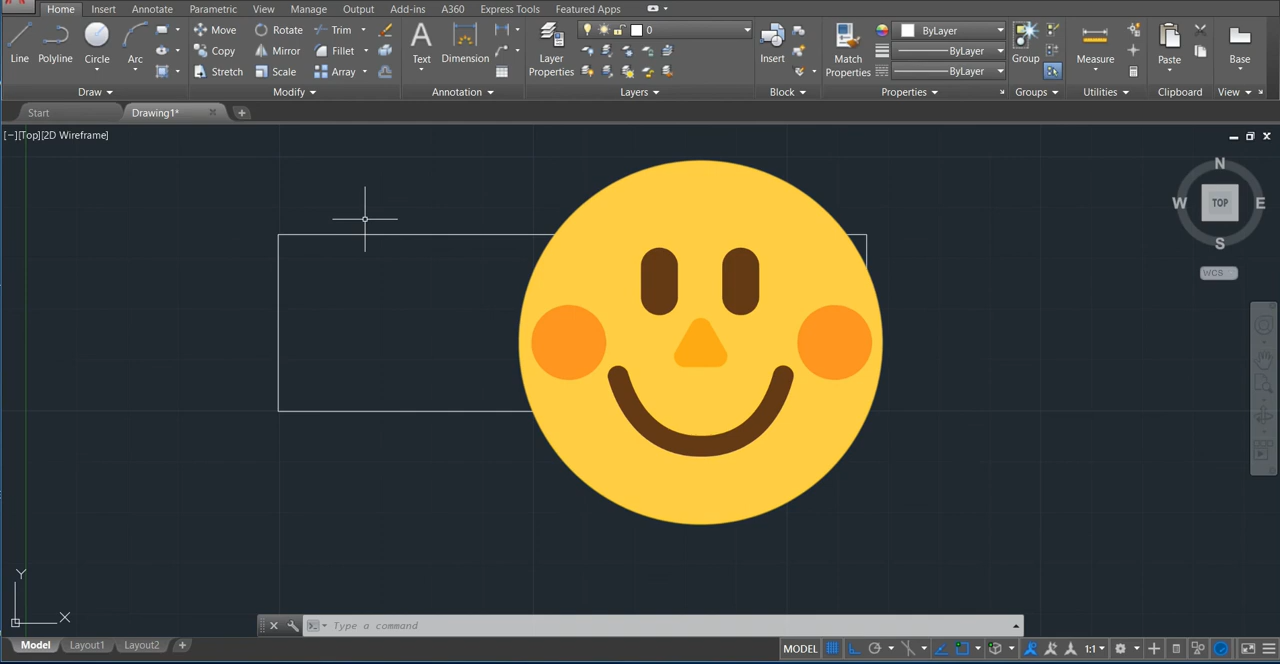 Home Insert Annotate Parametric View Manage Output Add-ins A360 Express Tools Featured Apps
Line Polyline Circle Arc
Move Rotate Trim
Copy Mirror Fillet
Stretch Scale Array
Text Dimension
Layer Properties
0
Insert
Match Properties
ByLayer
ByLayer
ByLayer
Group
Measure
Paste
Base
Draw Modify Annotation Layers Block Properties Groups Utilities Clipboard View
Start Drawing1*
[−][Top][2D Wireframe]
N
W TOP E
S
WCS
Y
X
Type a command
Model Layout1 Layout2
MODEL 1:1